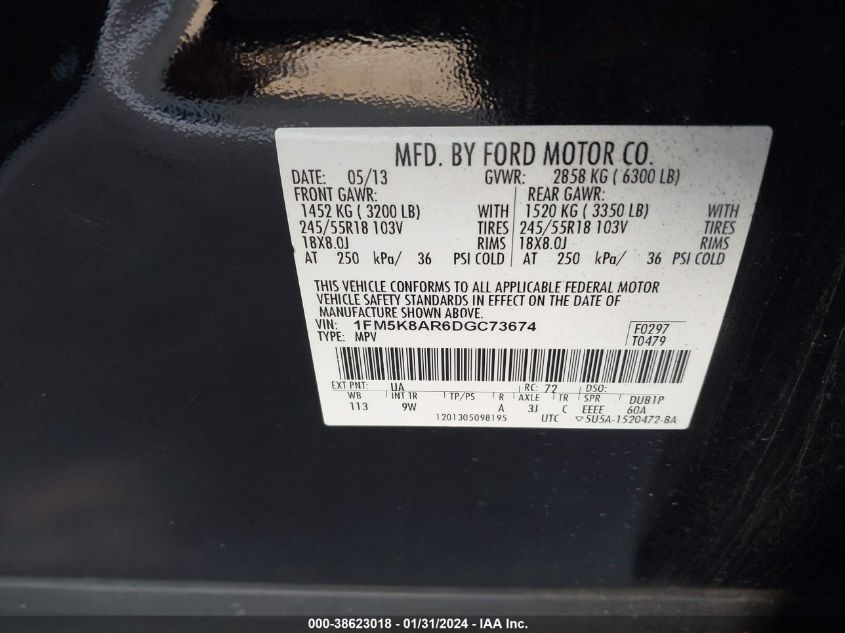 MFD. BY FORD MOTOR CO.
DATE: 05/13 GVWR: 2858 KG ( 6300 LB)
FRONT GAWR: REAR GAWR:
1452 KG ( 3200 LB) WITH 1520 KG ( 3350 LB) WITH
245/55R18 103V TIRES 245/55R18 103V TIRES
18X8.0J RIMS 18X8.0J RIMS
AT 250 kPa/ 36 PSI COLD AT 250 kPa/ 36 PSI COLD
THIS VEHICLE CONFORMS TO ALL APPLICABLE FEDERAL MOTOR
VEHICLE SAFETY STANDARDS IN EFFECT ON THE DATE OF
MANUFACTURE SHOWN ABOVE.
VIN: 1FM5K8AR6DGC73674 F0297
TYPE: MPV T0479
EXT PNT: UA RC: 72 DSO:
WB INT TR TP/PS R AXLE TR SPR DUB1P
113 9W A 3J C EEEE 60A
1201305098195 UTC ▽5U5A-1520472-BA
000-38623018 - 01/31/2024 - IAA Inc.